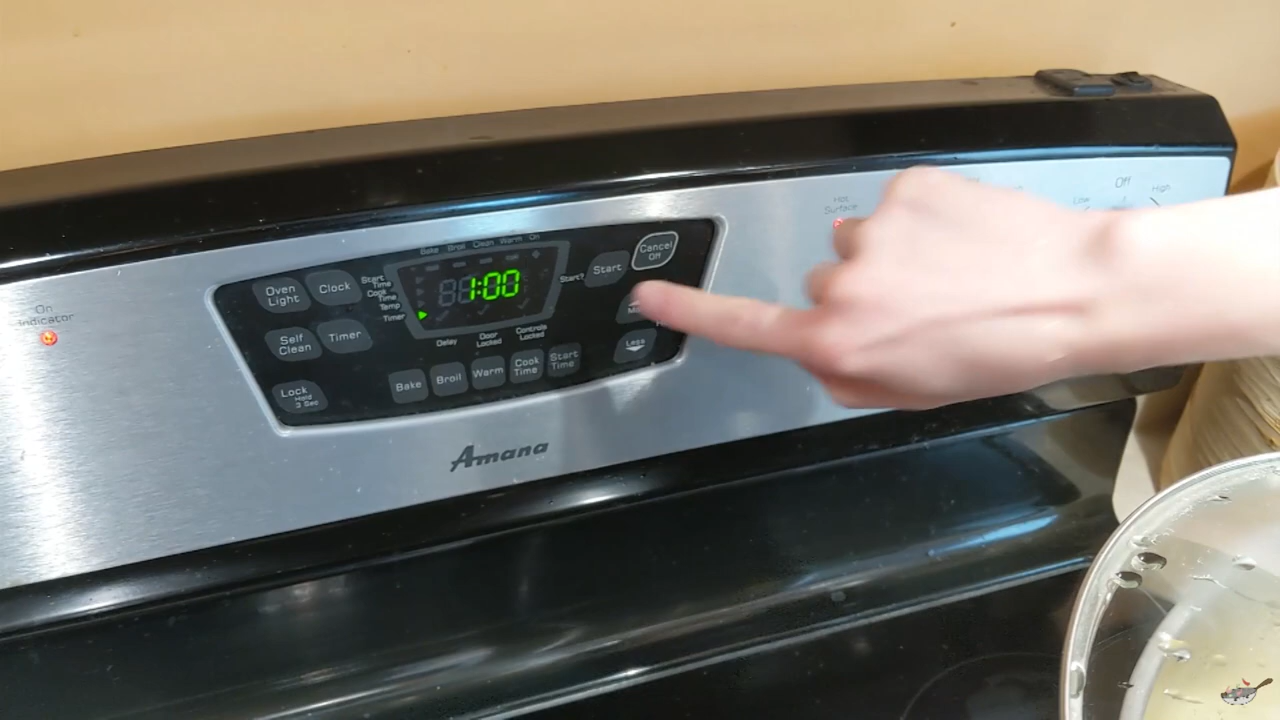 On
Indicator
Oven
Light
Clock
Self
Clean
Timer
Lock
Hold
3 Sec
Bake Broil Clean Warm On
Start
Time
Cook
Time
Temp
Timer
1:00
Start?
Delay
Door
Locked
Controls
Locked
Start
Cancel
Off
Less
Bake
Broil
Warm
Cook
Time
Start
Time
Amana
Hot
Surface
Off
Low
High